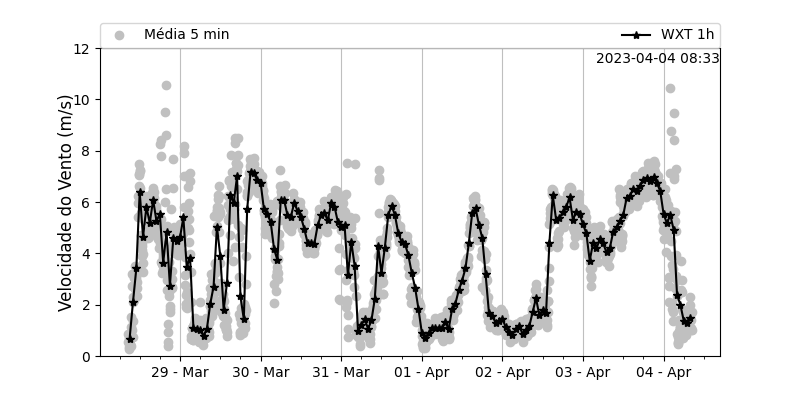 Média 5 min
WXT 1h
2023-04-04 08:33
Velocidade do Vento (m/s)
12
10
8
6
4
2
0
29 - Mar
30 - Mar
31 - Mar
01 - Apr
02 - Apr
03 - Apr
04 - Apr